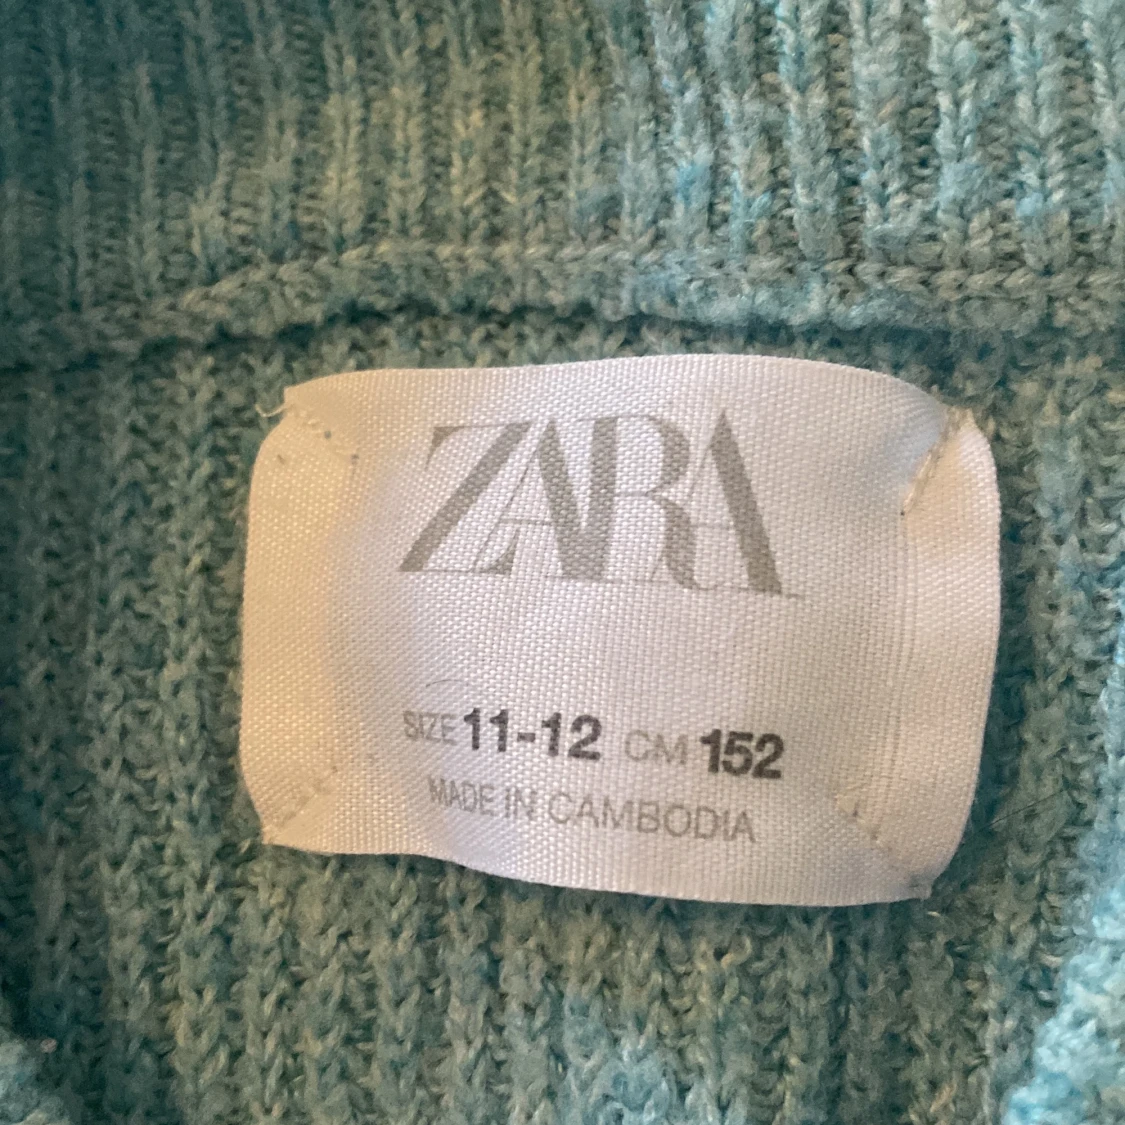 ZARA
SIZE 11-12 CM 152
MADE IN CAMBODIA